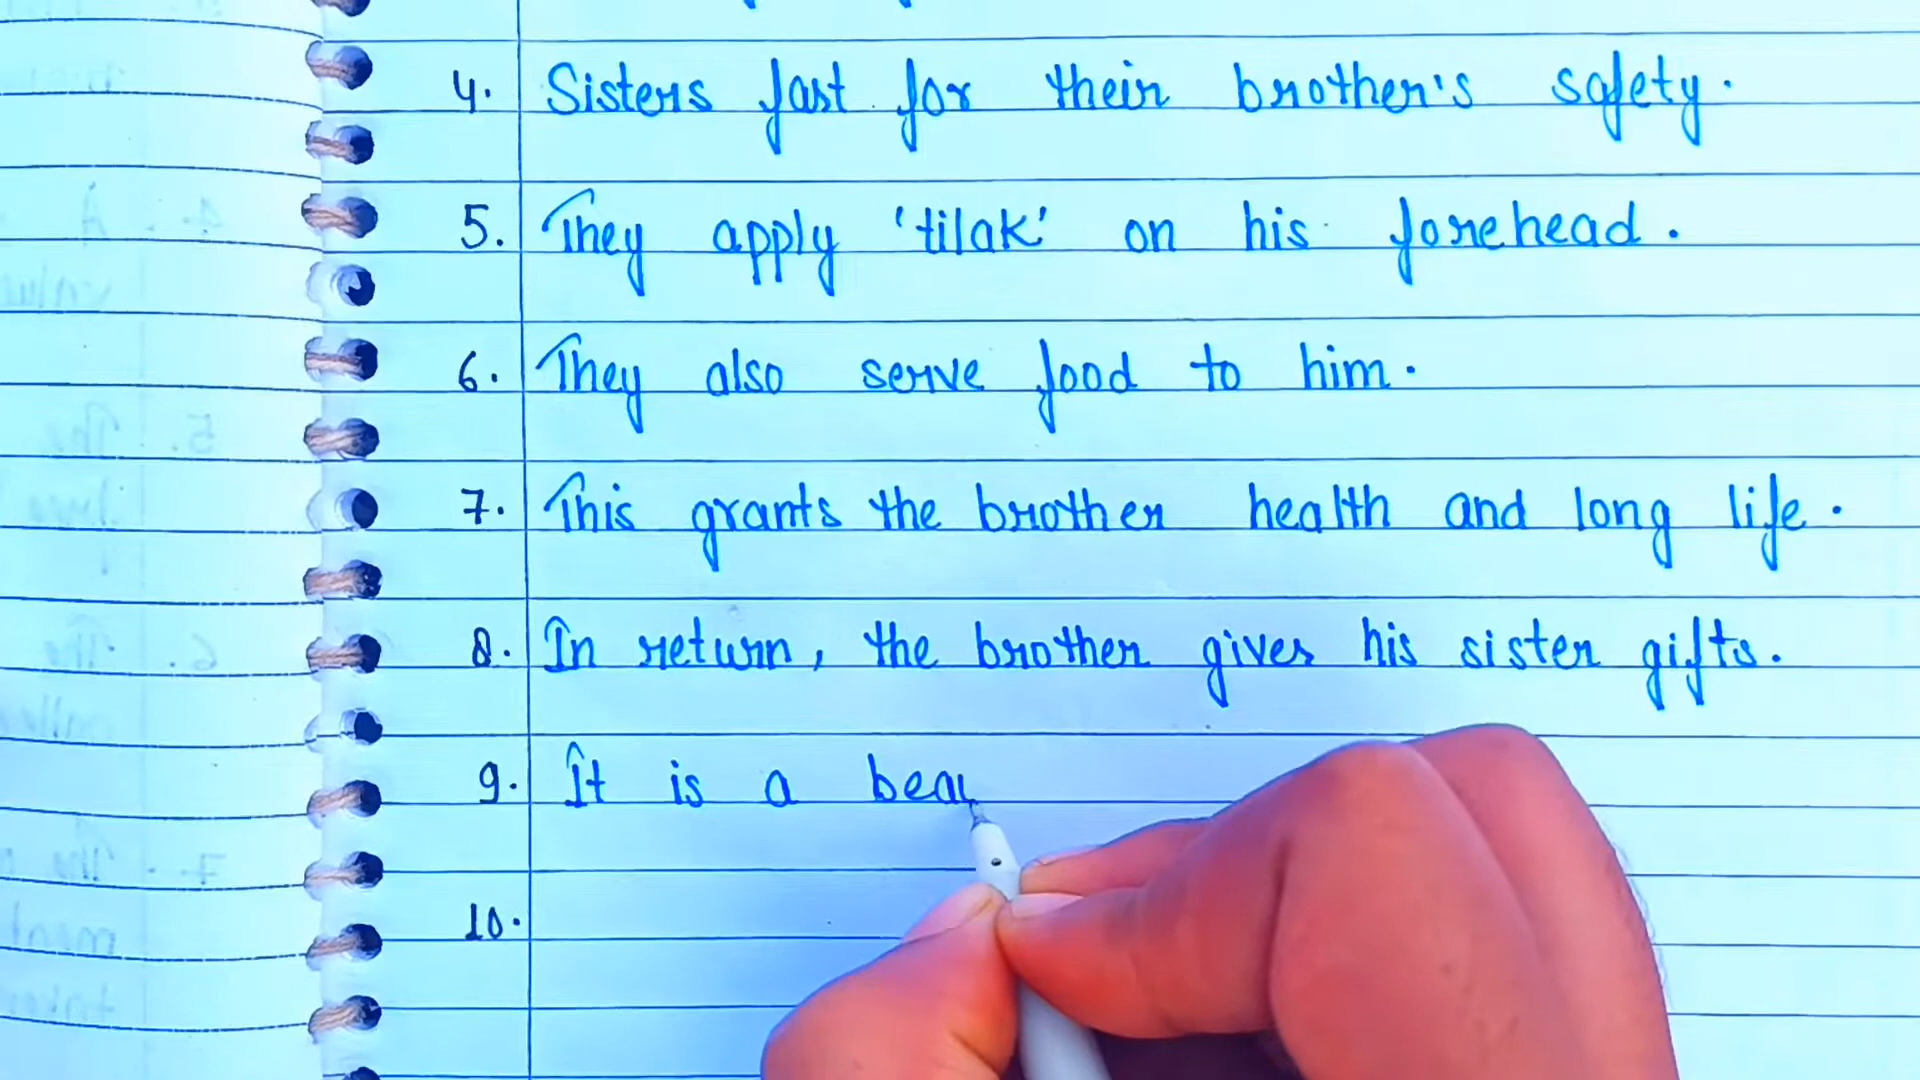 4. Sisters fast for their brother's safety.
5. They apply 'tilak' on his forehead.
6. They also serve food to him.
7. This grants the brother health and long life.
8. In return, the brother gives his sister gifts.
9. It is a beau
10.